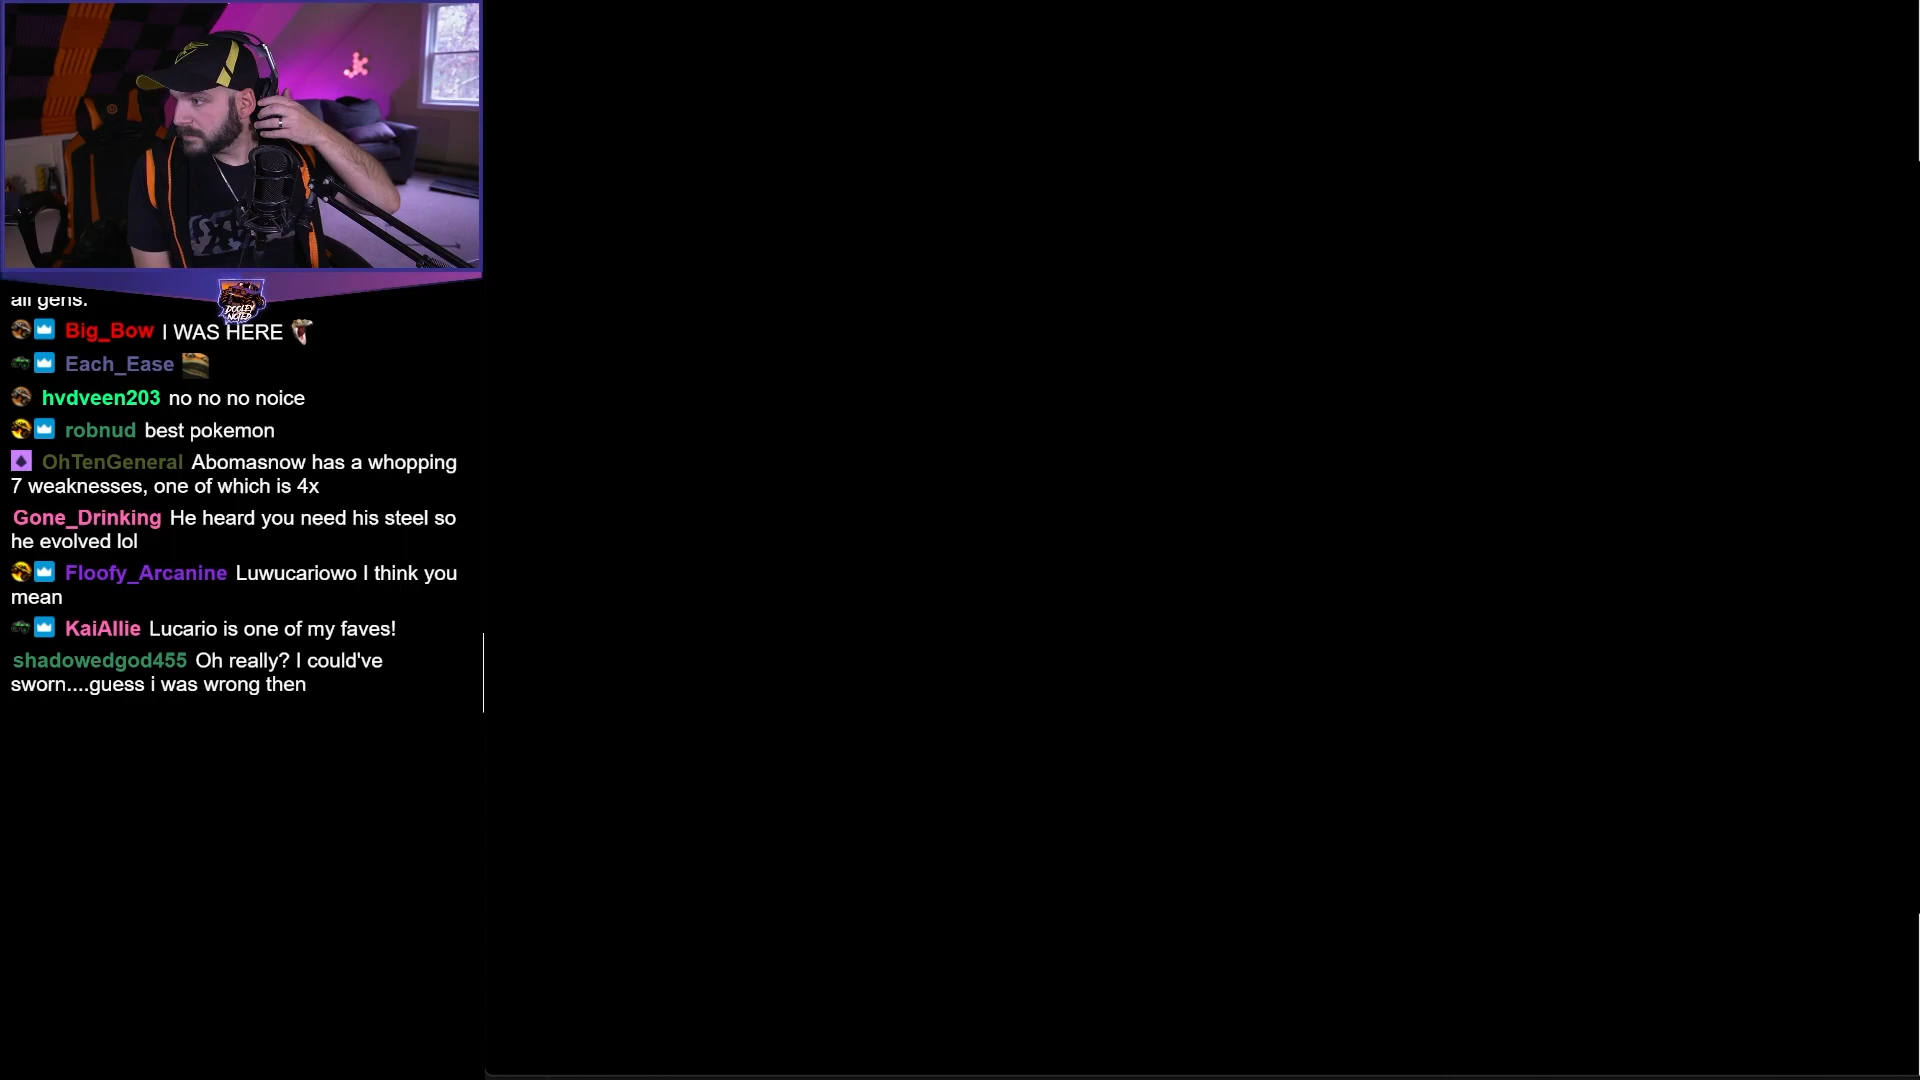 DOOLEY
NOTED
all gens.
Big_Bow I WAS HERE
Each_Ease
hvdveen203 no no no noice
robnud best pokemon
OhTenGeneral Abomasnow has a whopping
7 weaknesses, one of which is 4x
Gone_Drinking He heard you need his steel so
he evolved lol
Floofy_Arcanine Luwucariowo I think you
mean
KaiAllie Lucario is one of my faves!
shadowedgod455 Oh really? I could've
sworn....guess i was wrong then